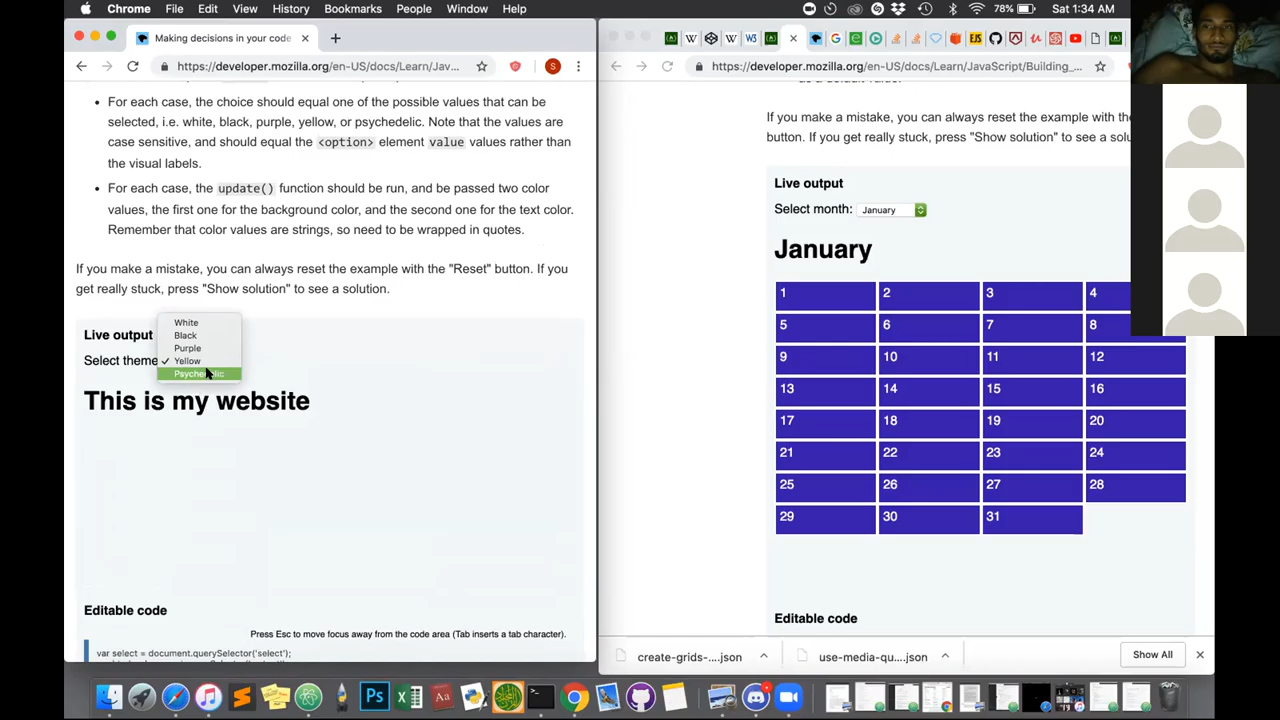 Chrome File Edit View History Bookmarks People Window Help
78% Sat 1:34 AM
Making decisions in your code
https://developer.mozilla.org/en-US/docs/Learn/Jav...
S
For each case, the choice should equal one of the possible values that can be
selected, i.e. white, black, purple, yellow, or psychedelic. Note that the values are
case sensitive, and should equal the <option> element value values rather than
the visual labels.
For each case, the update() function should be run, and be passed two color
values, the first one for the background color, and the second one for the text color.
Remember that color values are strings, so need to be wrapped in quotes.
If you make a mistake, you can always reset the example with the "Reset" button. If you
get really stuck, press "Show solution" to see a solution.
Live output
White
Black
Purple
Select theme ✓ Yellow
Psychedelic
This is my website
Editable code
Press Esc to move focus away from the code area (Tab inserts a tab character).
var select = document.querySelector('select');
https://developer.mozilla.org/en-US/docs/Learn/JavaScript/Building_...
as a default value.
If you make a mistake, you can always reset the example with the
button. If you get really stuck, press "Show solution" to see a solu
Live output
Select month: January
January
1 2 3 4
5 6 7 8
9 10 11 12
13 14 15 16
17 18 19 20
21 22 23 24
25 26 27 28
29 30 31
Editable code
create-grids-....json
use-media-qu....json
Show All
Ps
Aa